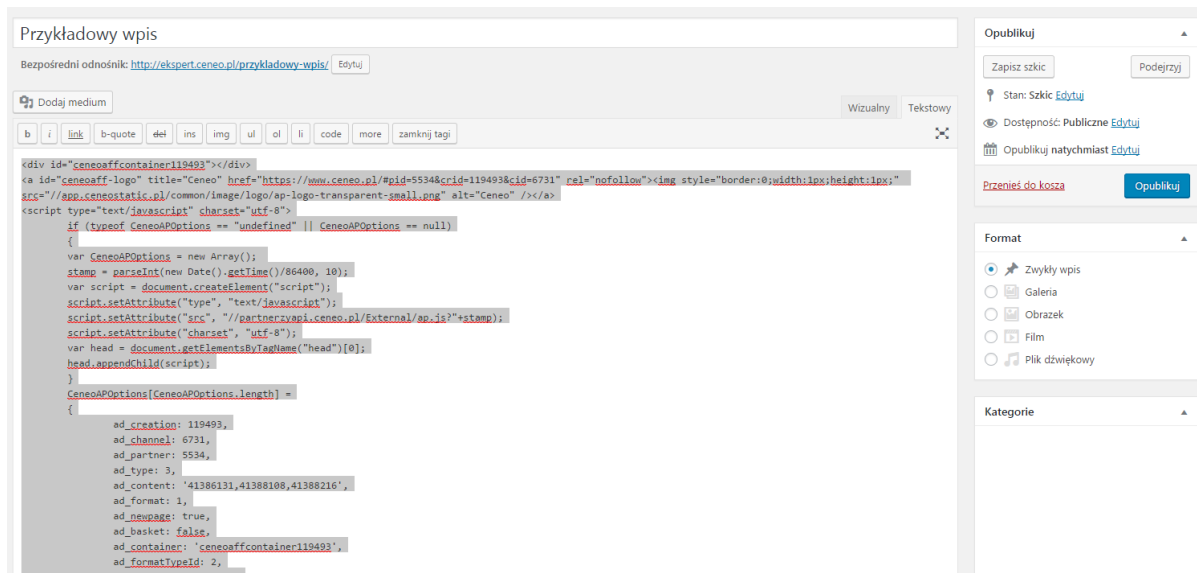 Przykładowy wpis
Bezpośredni odnośnik: http://ekspert.ceneo.pl/przykladowy-wpis/ Edytuj
Dodaj medium
Wizualny Tekstowy
b i link b-quote del ins img ul ol li code more zamknij tagi
<div id="ceneoaffcontainer119493"></div>
<a id="ceneoaff-logo" title="Ceneo" href="https://www.ceneo.pl/#pid=5534&crid=119493&cid=6731" rel="nofollow"><img style="border:0;width:1px;height:1px;"
src="//app.ceneostatic.pl/common/image/logo/ap-logo-transparent-small.png" alt="Ceneo" /></a>
<script type="text/javascript" charset="utf-8">
if (typeof CeneoAPOptions == "undefined" || CeneoAPOptions == null)
{
var CeneoAPOptions = new Array();
stamp = parseInt(new Date().getTime()/86400, 10);
var script = document.createElement("script");
script.setAttribute("type", "text/javascript");
script.setAttribute("src", "//partnerzyapi.ceneo.pl/External/ap.js?"+stamp);
script.setAttribute("charset", "utf-8");
var head = document.getElementsByTagName("head")[0];
head.appendChild(script);
}
CeneoAPOptions[CeneoAPOptions.length] =
{
ad_creation: 119493,
ad_channel: 6731,
ad_partner: 5534,
ad_type: 3,
ad_content: '41386131,41388108,41388216',
ad_format: 1,
ad_newpage: true,
ad_basket: false,
ad_container: 'ceneoaffcontainer119493',
ad_formatTypeId: 2,
Opublikuj
Zapisz szkic Podejrzyj
Stan: Szkic Edytuj
Dostępność: Publiczne Edytuj
Opublikuj natychmiast Edytuj
Przenieś do kosza Opublikuj
Format
Zwykły wpis
Galeria
Obrazek
Film
Plik dźwiękowy
Kategorie